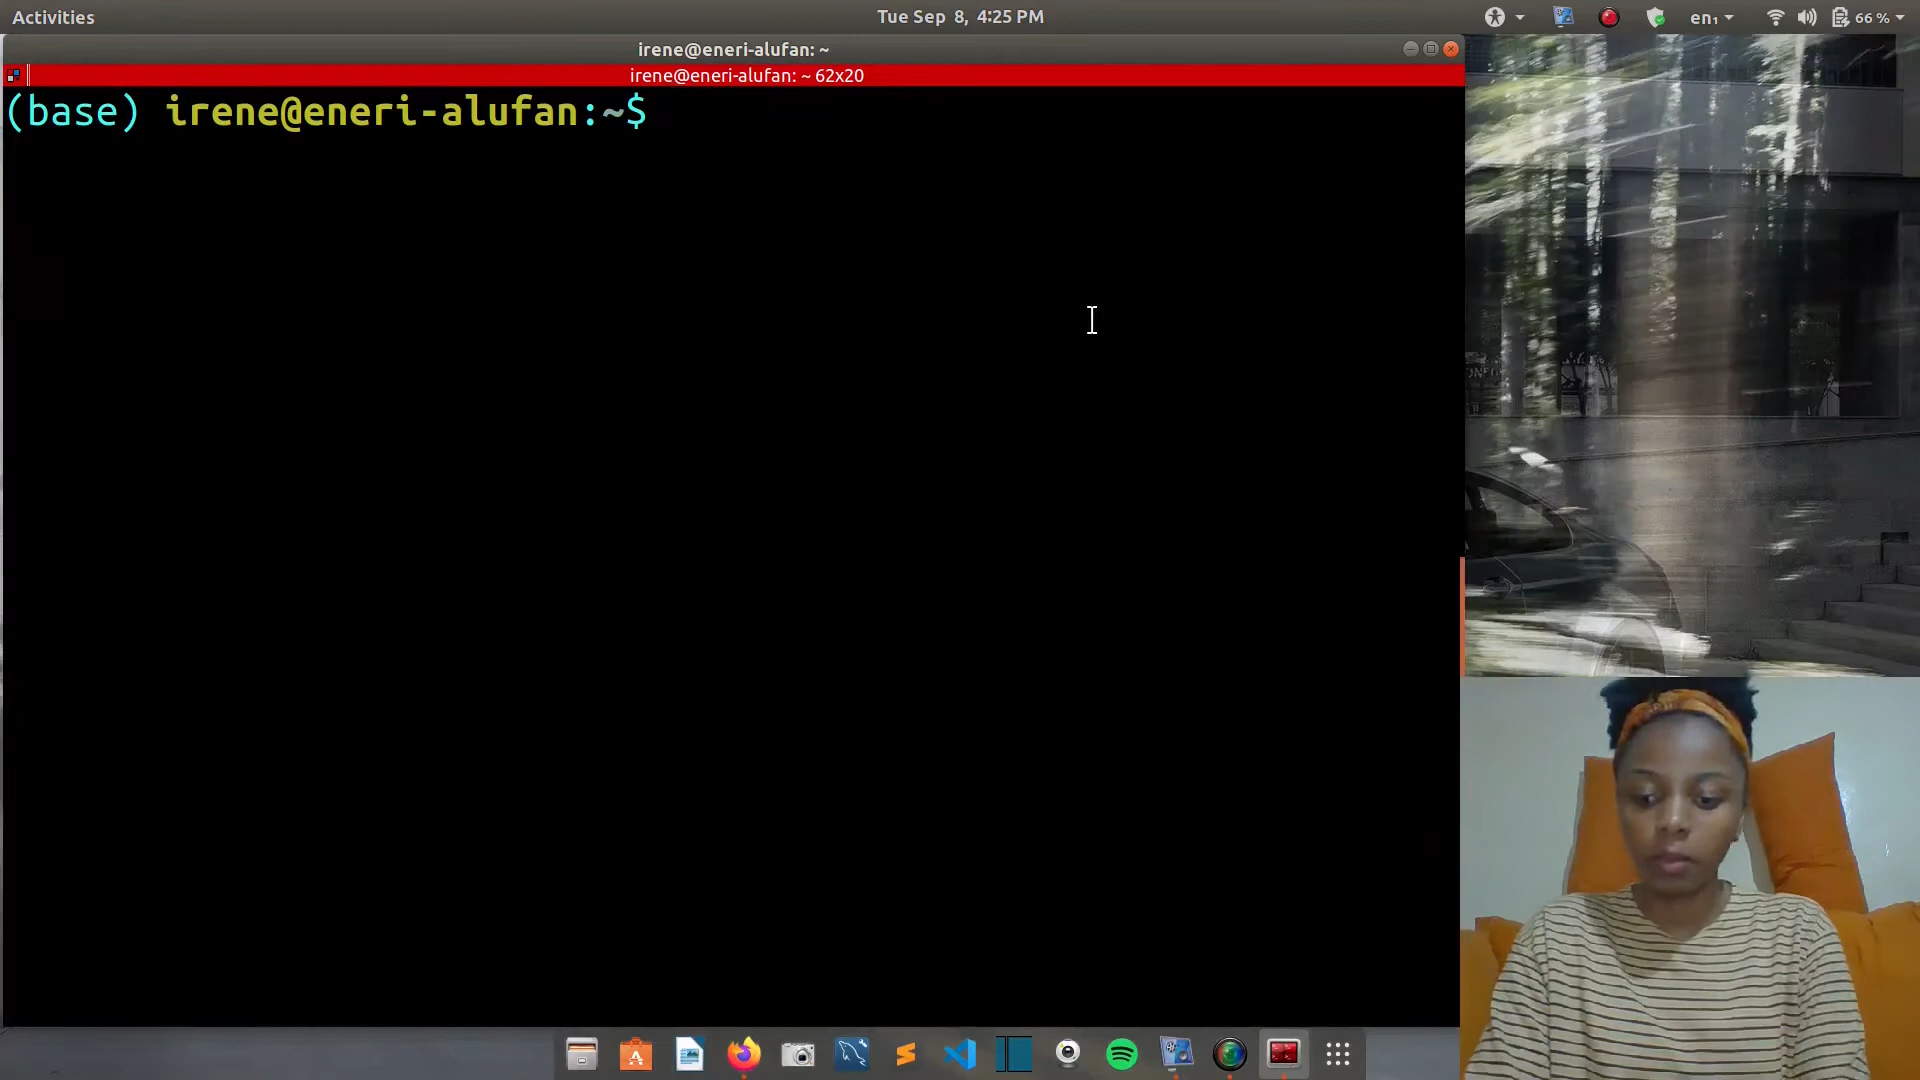 Activities
Tue Sep 8, 4:25 PM
en₁
66 %
irene@eneri-alufan: ~
irene@eneri-alufan: ~ 62x20
(base) irene@eneri-alufan:~$